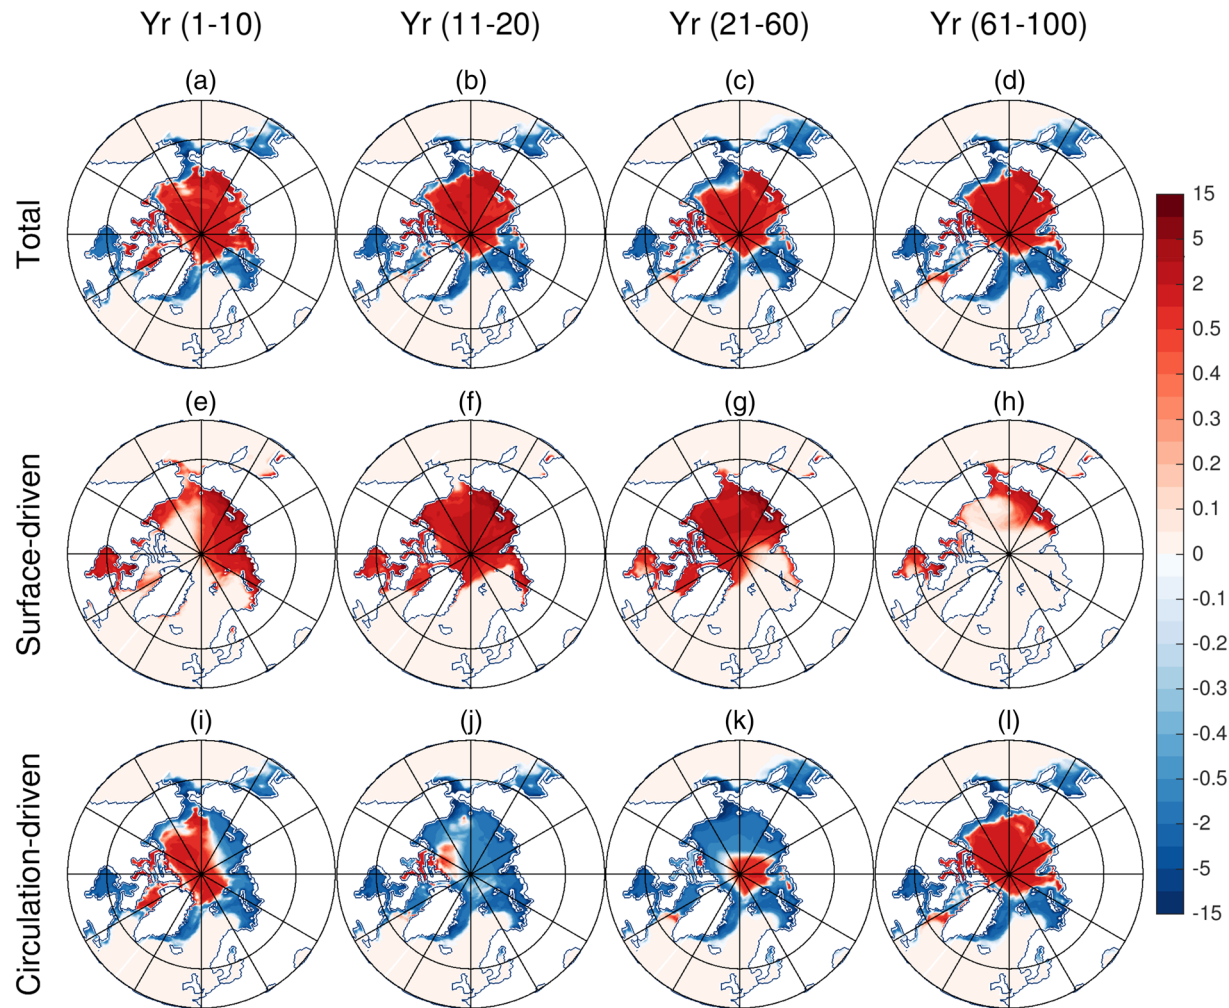 Yr (1-10) Yr (11-20) Yr (21-60) Yr (61-100)
(a) (b) (c) (d)
Total
(e) (f) (g) (h)
Surface-driven
(i) (j) (k) (l)
Circulation-driven
15
5
2
0.5
0.4
0.3
0.2
0.1
0
-0.1
-0.2
-0.3
-0.4
-0.5
-2
-5
-15